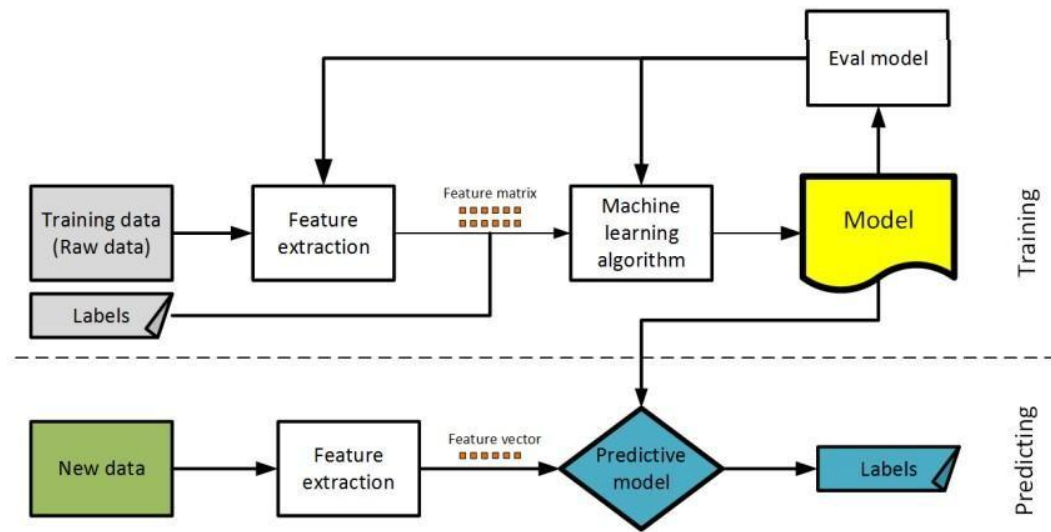 Eval model
Feature matrix
Training data
(Raw data)
Feature
extraction
Machine
learning
algorithm
Model
Training
Labels
Feature vector
New data
Feature
extraction
Predictive
model
Labels
Predicting